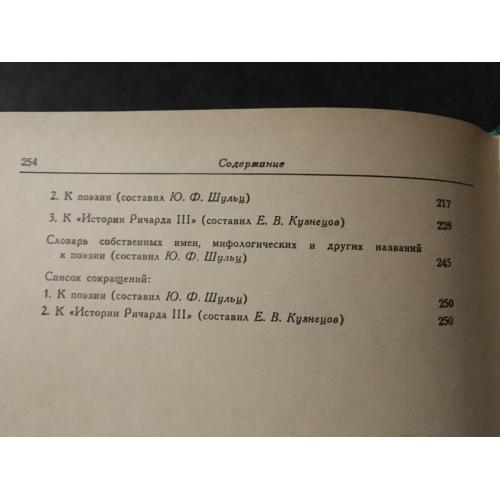 254 Содержание
2. К поэзии (составил Ю. Ф. Шульц) 217
3. К «Истории Ричарда III» (составил Е. В. Кузнецов) 228
Словарь собственных имен, мифологических и других названий
к поэзии (составил Ю. Ф. Шульц) 245
Список сокращений:
1. К поэзии (составил Ю. Ф. Шульц) 250
2. К «Истории Ричарда III» (составил Е. В. Кузнецов) 250